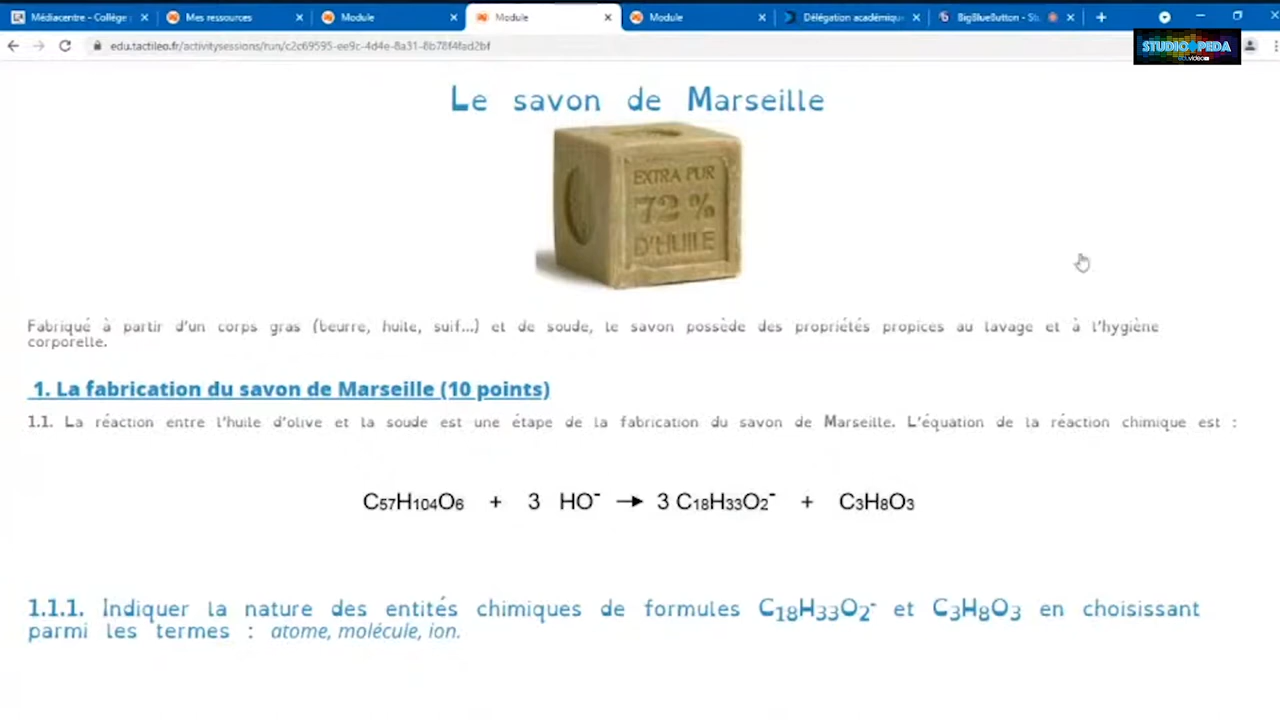 Médiacentre - Collège
Mes ressources
Module
Module
Module
Délégation académique
BigBlueButton - St
edu.tactileo.fr/activitysessions/run/c2c69595-ee9c-4d4e-8a31-8b78f4fad2bf
STUDIO PEDA
Le savon de Marseille
EXTRA PUR
72 %
D'HUILE
Fabriqué à partir d'un corps gras (beurre, huile, suif...) et de soude, le savon possède des propriétés propices au lavage et à l'hygiène
corporelle.
1. La fabrication du savon de Marseille (10 points)
1.1. La réaction entre l'huile d'olive et la soude est une étape de la fabrication du savon de Marseille. L'équation de la réaction chimique est :
C₅₇H₁₀₄O₆ + 3 HO⁻ → 3 C₁₈H₃₃O₂⁻ + C₃H₈O₃
1.1.1. Indiquer la nature des entités chimiques de formules C₁₈H₃₃O₂⁻ et C₃H₈O₃ en choisissant
parmi les termes : atome, molécule, ion.